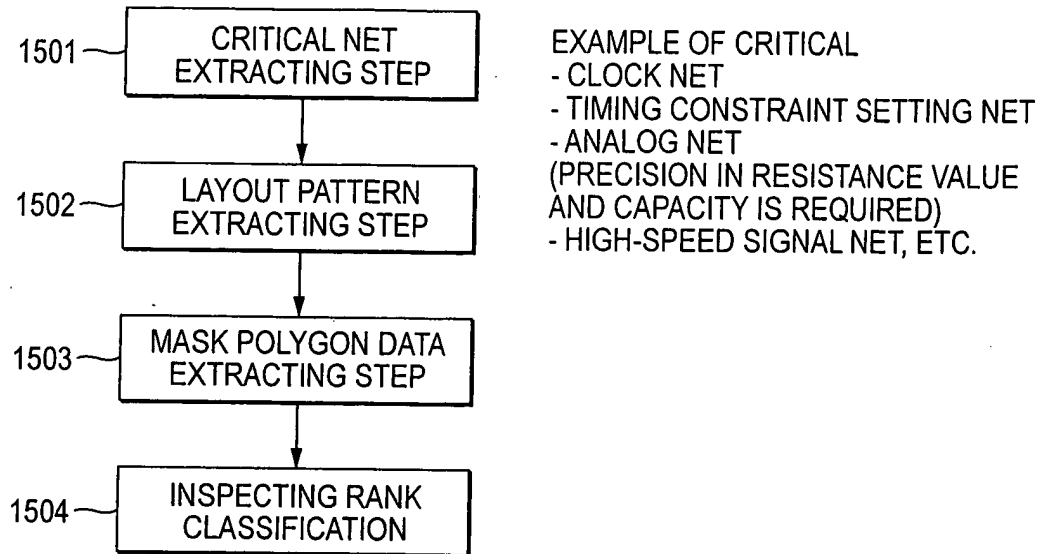 1501
CRITICAL NET
EXTRACTING STEP
EXAMPLE OF CRITICAL
- CLOCK NET
- TIMING CONSTRAINT SETTING NET
- ANALOG NET
(PRECISION IN RESISTANCE VALUE
AND CAPACITY IS REQUIRED)
- HIGH-SPEED SIGNAL NET, ETC.
1502
LAYOUT PATTERN
EXTRACTING STEP
1503
MASK POLYGON DATA
EXTRACTING STEP
1504
INSPECTING RANK
CLASSIFICATION